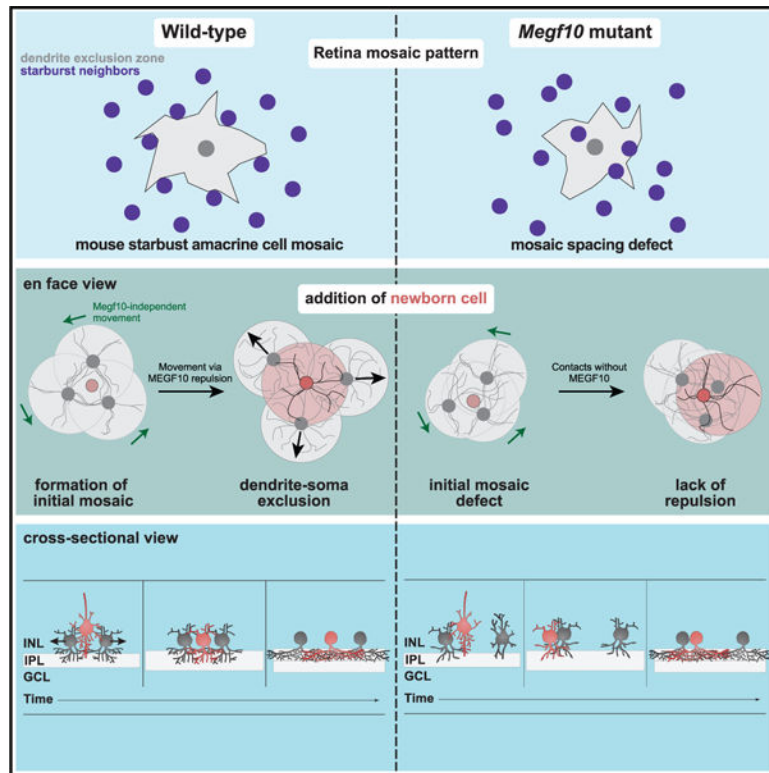 Wild-type
Megf10 mutant
Retina mosaic pattern
dendrite exclusion zone
starburst neighbors
mouse starbust amacrine cell mosaic
mosaic spacing defect
en face view
addition of newborn cell
Megf10-independent
movement
Movement via
MEGF10 repulsion
Contacts without
MEGF10
formation of
initial mosaic
dendrite-soma
exclusion
initial mosaic
defect
lack of
repulsion
cross-sectional view
INL
IPL
GCL
Time
INL
IPL
GCL
Time